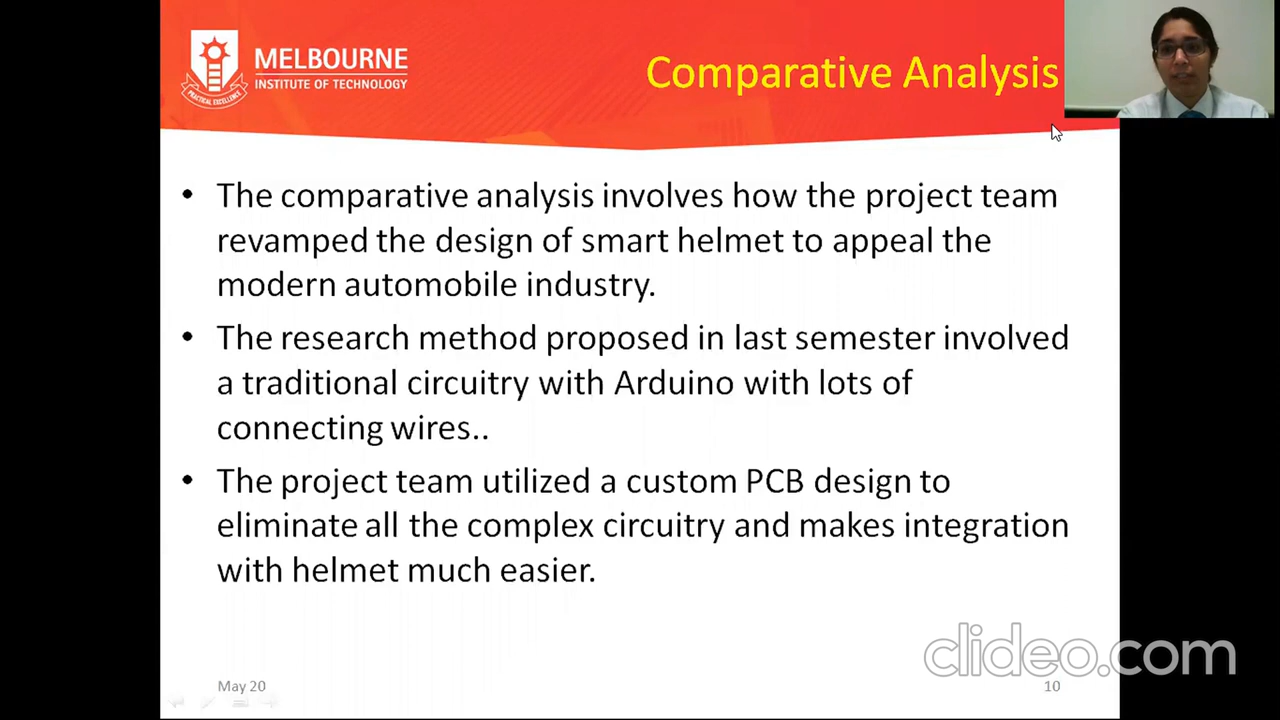 MELBOURNE
INSTITUTE OF TECHNOLOGY
PRACTICAL EXCELLENCE
Comparative Analysis
• The comparative analysis involves how the project team
revamped the design of smart helmet to appeal the
modern automobile industry.
• The research method proposed in last semester involved
a traditional circuitry with Arduino with lots of
connecting wires..
• The project team utilized a custom PCB design to
eliminate all the complex circuitry and makes integration
with helmet much easier.
clideo.com
May 20
10